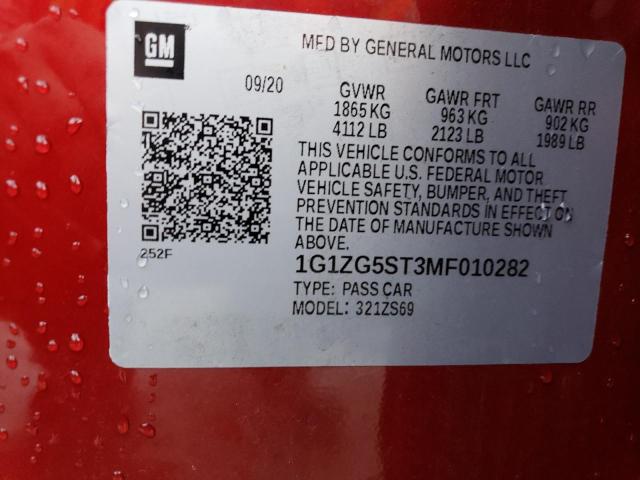 GM
MFD BY GENERAL MOTORS LLC
09/20
GVWR
1865 KG
4112 LB
GAWR FRT
963 KG
2123 LB
GAWR RR
902 KG
1989 LB
THIS VEHICLE CONFORMS TO ALL
APPLICABLE U.S. FEDERAL MOTOR
VEHICLE SAFETY, BUMPER, AND THEFT
PREVENTION STANDARDS IN EFFECT ON
THE DATE OF MANUFACTURE SHOWN
ABOVE.
252F
1G1ZG5ST3MF010282
TYPE: PASS CAR
MODEL: 321ZS69